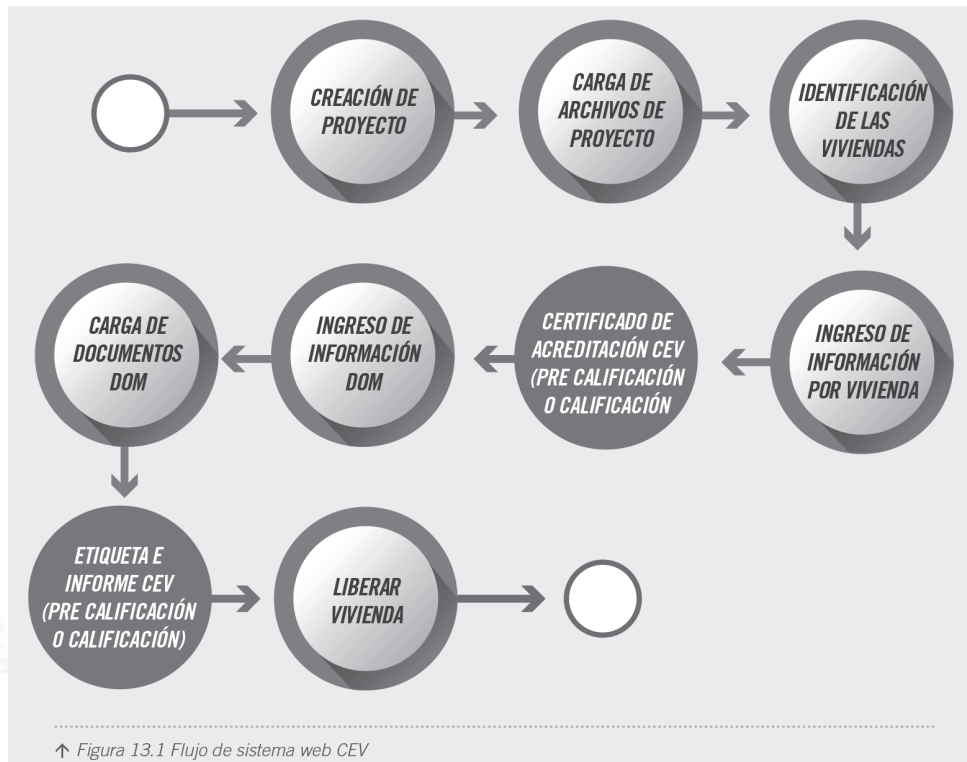 CREACIÓN DE
PROYECTO
CARGA DE
ARCHIVOS DE
PROYECTO
IDENTIFICACIÓN
DE LAS
VIVIENDAS
INGRESO DE
INFORMACIÓN
POR VIVIENDA
CERTIFICADO DE
ACREDITACIÓN CEV
(PRE CALIFICACIÓN
O CALIFICACIÓN
INGRESO DE
INFORMACIÓN
DOM
CARGA DE
DOCUMENTOS
DOM
ETIQUETA E
INFORME CEV
(PRE CALIFICACIÓN
O CALIFICACIÓN)
LIBERAR
VIVIENDA
↑ Figura 13.1 Flujo de sistema web CEV